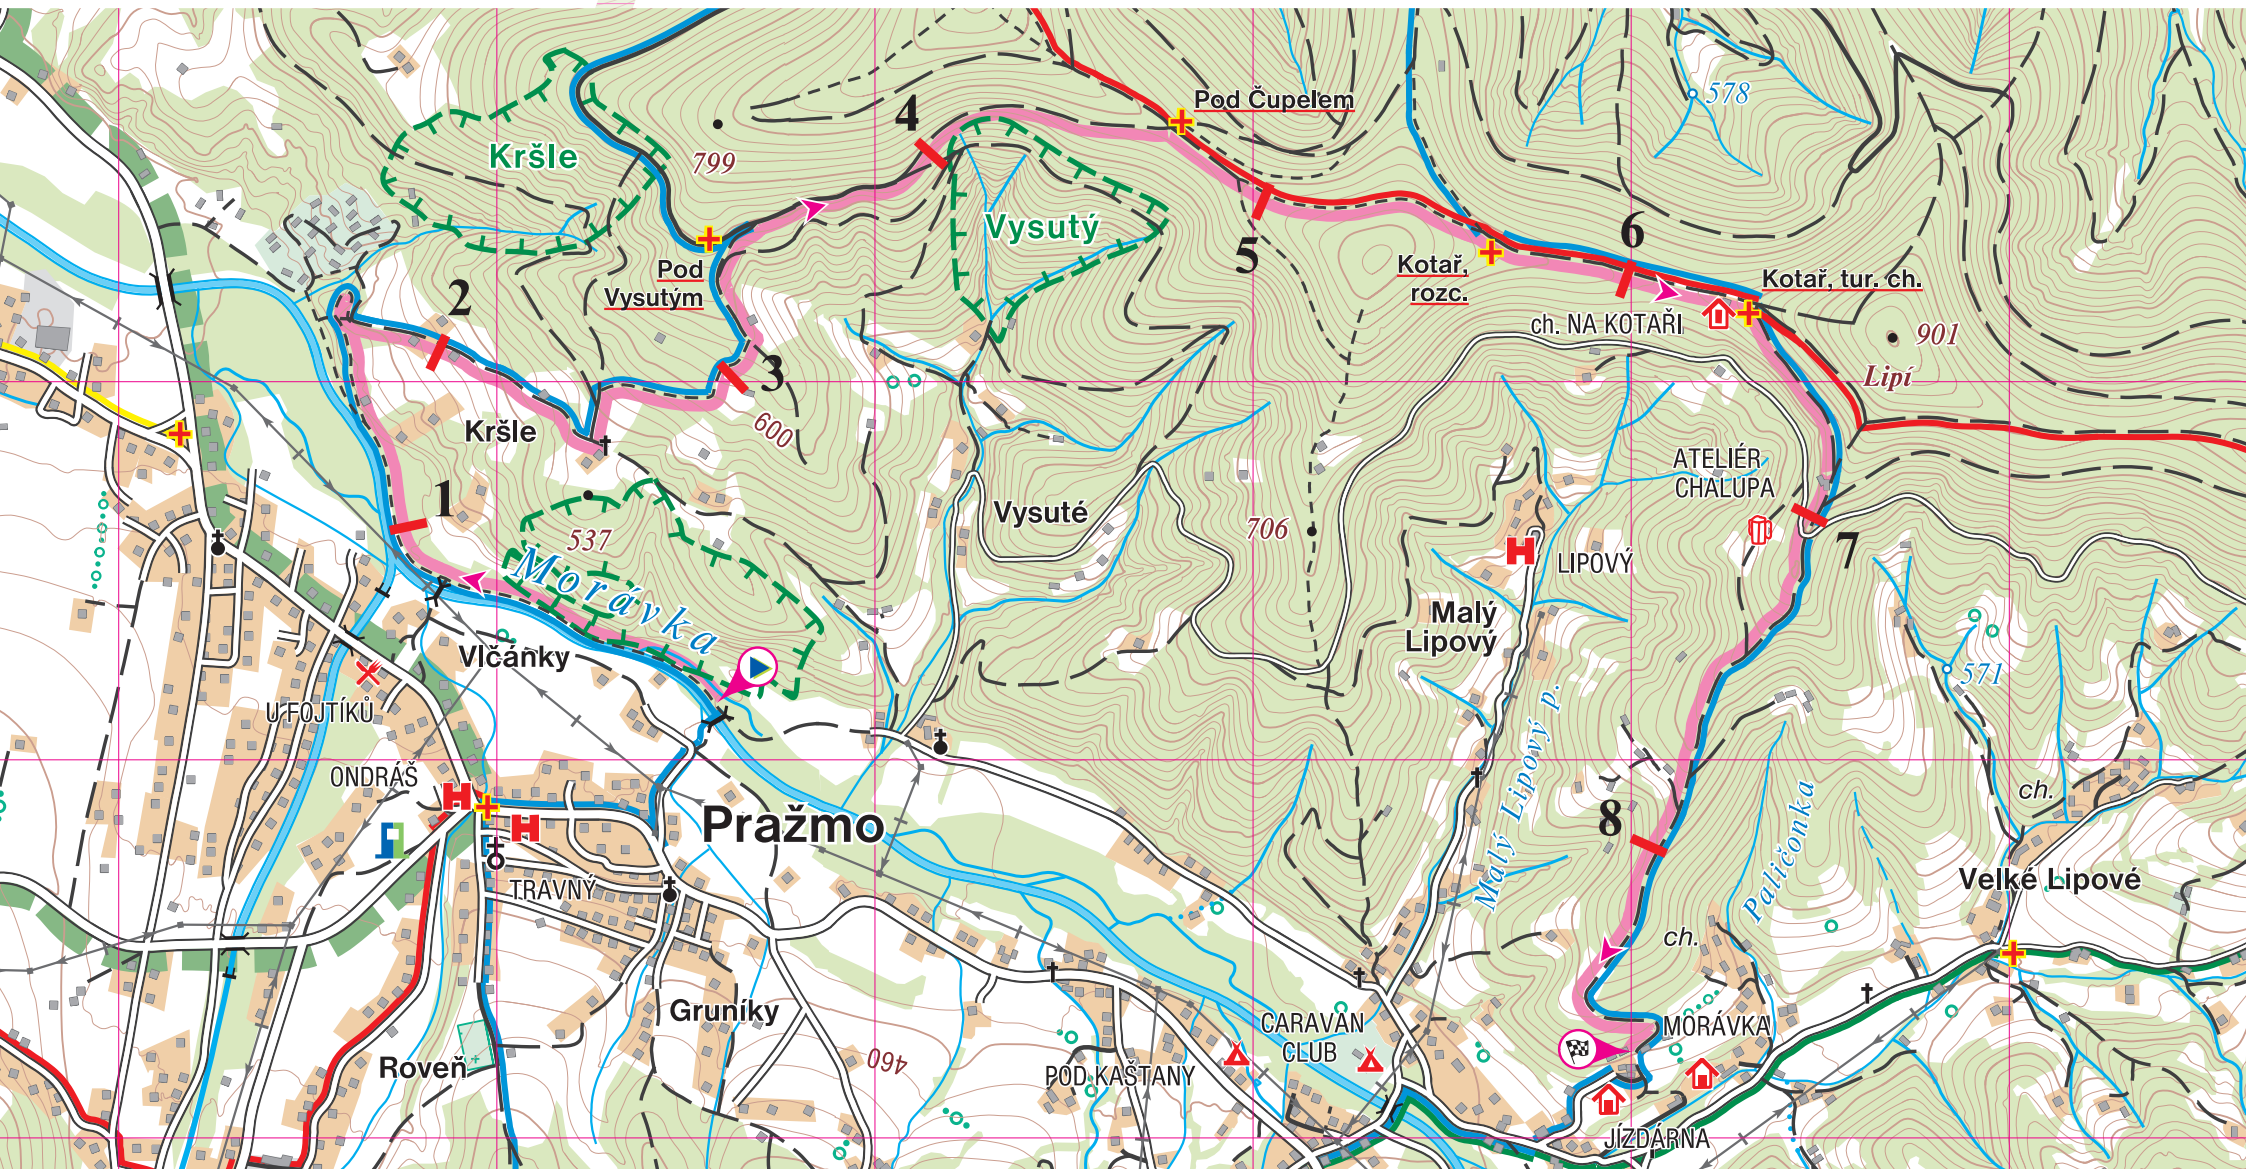 Pod Čupelem
578
4
Kršle
799
Vysutý
6
5
Kotař,
rozc.
Kotař, tur. ch.
Pod
Vysutým
2
ch. NA KOTAŘI
901
Lipí
3
600
Kršle
1
ATELIÉR
CHALUPA
Vysuté
706
537
7
LIPOVÝ
Morávka
Malý
Lipový
Vlčánky
571
U FOJTÍKŮ
Malý Lipový p.
ONDRÁŠ
ch.
Pražmo
8
Paličonka
TRAVNÝ
Velké Lipové
ch.
Gruníky
CARAVAN
CLUB
MORÁVKA
460
Roveň
POD KAŠTANY
JÍZDÁRNA